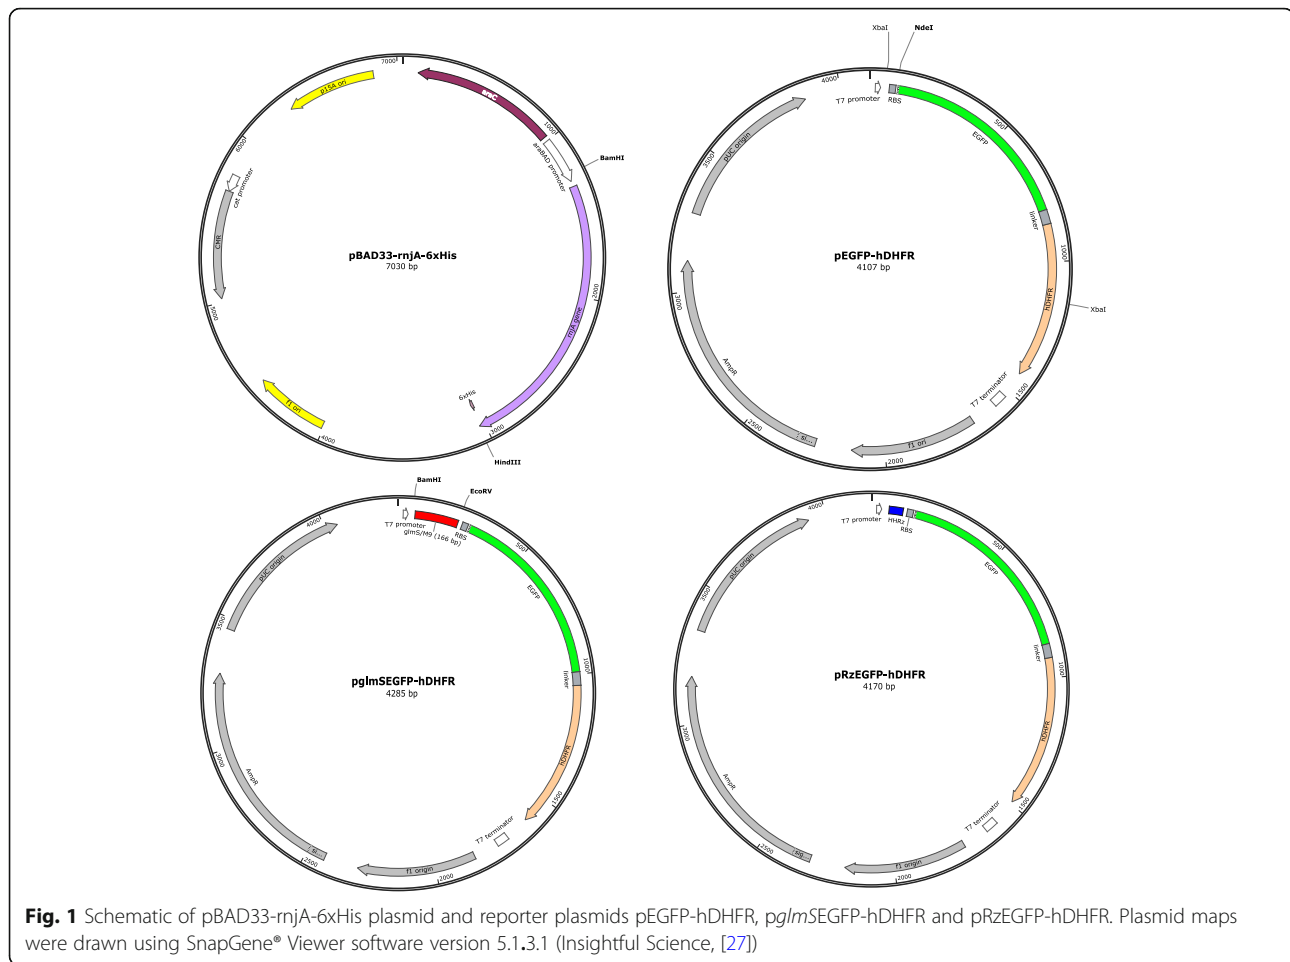 7000
p15A ori
araC
1000
araBAD promoter
BamHI
6000
cat promoter
CMR
5000
pBAD33-rnjA-6xHis
7030 bp
2000
rnjA gene
6xHis
3000
HindIII
f1 ori
4000
XbaI
NdeI
4000
T7 promoter
RBS
500
EGFP
pUC origin
3500
linker
1000
pEGFP-hDHFR
4107 bp
3000
hDHFR
XbaI
AmpR
T7 terminator
1500
2500
si...
f1 ori
2000
BamHI
EcoRV
4000
T7 promoter
glmS/M9 (166 bp)
RBS
500
EGFP
pUC origin
3500
1000
linker
pglmSEGFP-hDHFR
4285 bp
3000
hDHFR
AmpR
1500
T7 terminator
2500
si...
f1 origin
2000
4000
T7 promoter
HHRz
RBS
500
EGFP
pUC origin
3500
linker
1000
pRzEGFP-hDHFR
4170 bp
3000
hDHFR
AmpR
1500
T7 terminator
2500
sig...
f1 origin
2000
Fig. 1 Schematic of pBAD33-rnjA-6xHis plasmid and reporter plasmids pEGFP-hDHFR, pglmSEGFP-hDHFR and pRzEGFP-hDHFR. Plasmid maps
were drawn using SnapGene® Viewer software version 5.1.3.1 (Insightful Science, [27])